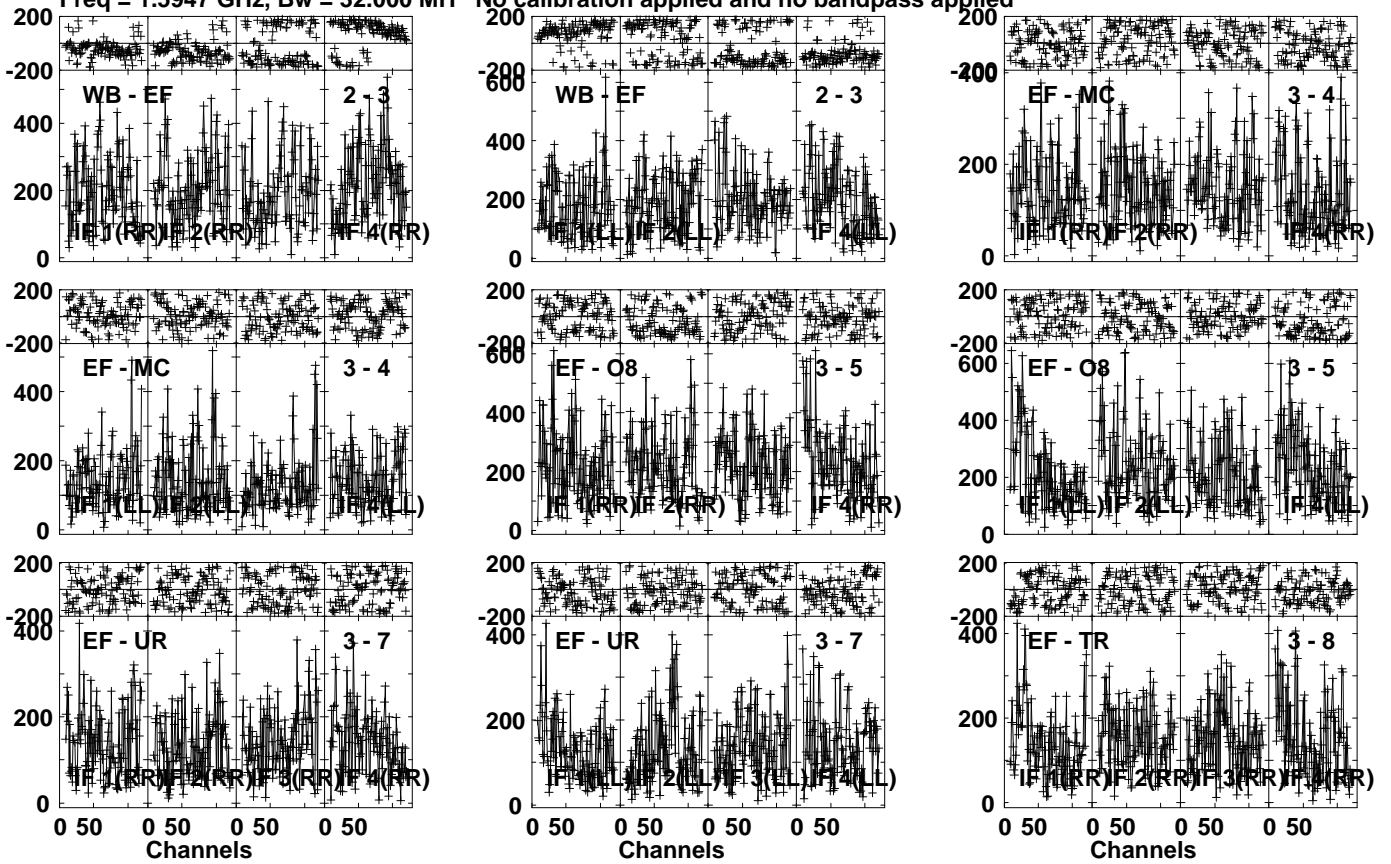 Freq = 1.5947 GHz, Bw = 32.000 MH No calibration applied and no bandpass applied
200
-200
WB - EF 2 - 3
400
200
0
IF 1(RR) IF 2(RR) IF 4(RR)
200
-200
600
WB - EF 2 - 3
400
200
0
IF 1(LL) IF 2(LL) IF 4(LL)
200
-200
400
EF - MC 3 - 4
200
0
IF 1(RR) IF 2(RR) IF 4(RR)
200
-200
EF - MC 3 - 4
400
200
0
IF 1(LL) IF 2(LL) IF 4(LL)
200
-200
600
EF - O8 3 - 5
400
200
0
IF 1(RR) IF 2(RR) IF 4(RR)
200
-200
600
EF - O8 3 - 5
400
200
0
IF 1(LL) IF 2(LL) IF 4(LL)
200
-200
400
EF - UR 3 - 7
200
0
IF 1(RR) IF 2(RR) IF 3(RR) IF 4(RR)
0 50 0 50 0 50 0 50
Channels
200
-200
400
EF - UR 3 - 7
200
0
IF 1(LL) IF 2(LL) IF 3(LL) IF 4(LL)
0 50 0 50 0 50 0 50
Channels
200
-200
400
EF - TR 3 - 8
200
0
IF 1(RR) IF 2(RR) IF 3(RR) IF 4(RR)
0 50 0 50 0 50 0 50
Channels